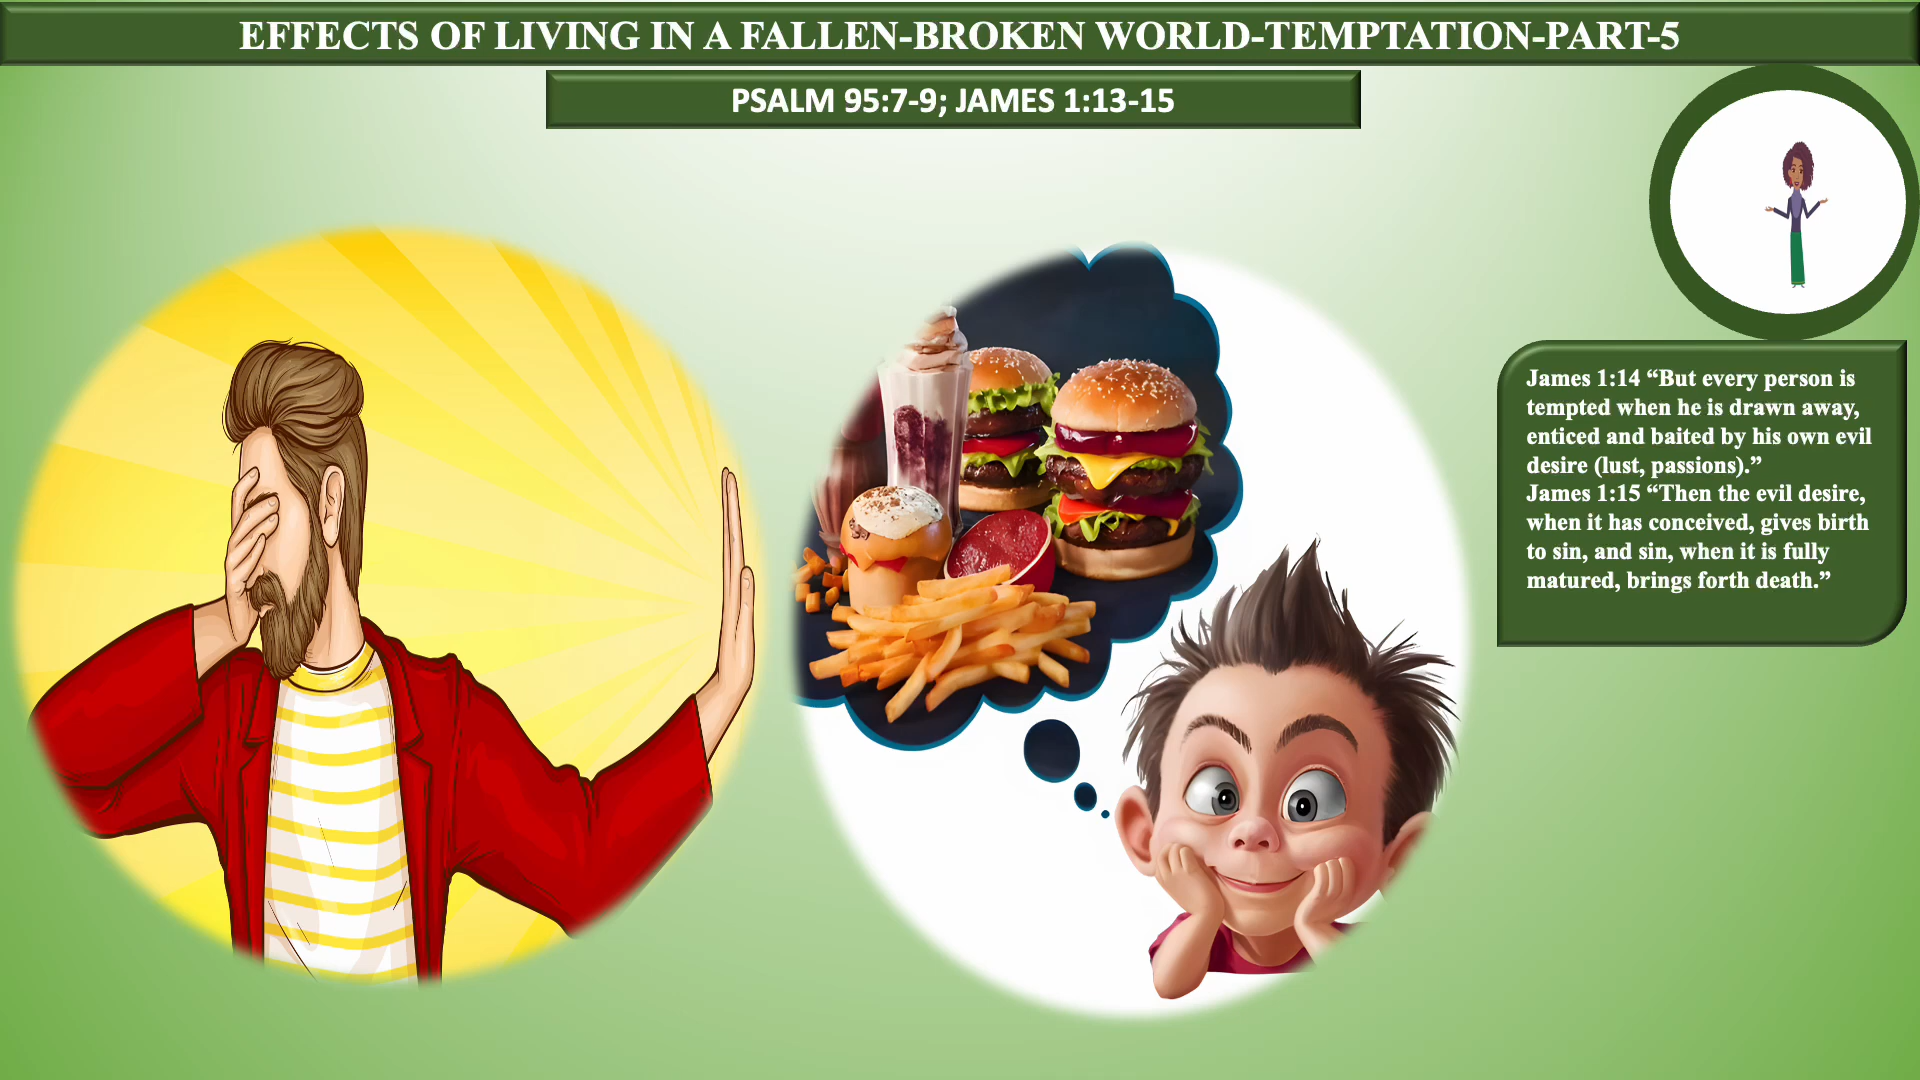 EFFECTS OF LIVING IN A FALLEN-BROKEN WORLD-TEMPTATION-PART-5
PSALM 95:7-9; JAMES 1:13-15
James 1:14 “But every person is
tempted when he is drawn away,
enticed and baited by his own evil
desire (lust, passions).”
James 1:15 “Then the evil desire,
when it has conceived, gives birth
to sin, and sin, when it is fully
matured, brings forth death.”